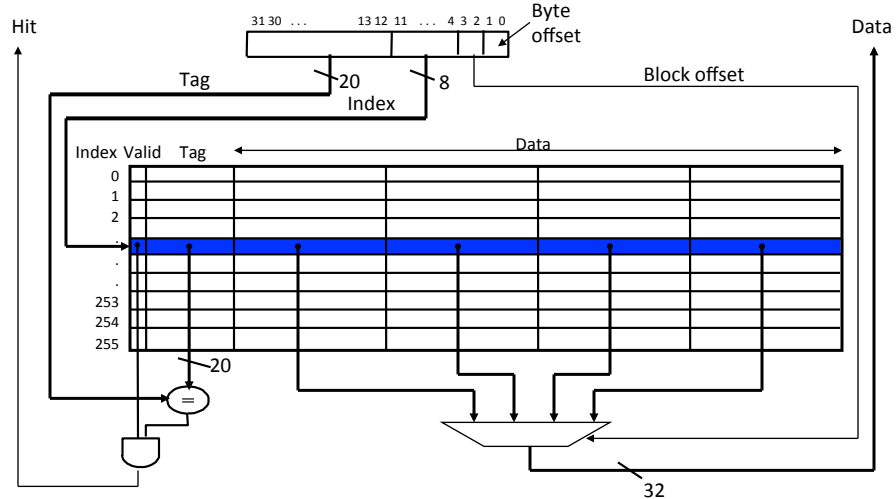 Hit
31 30 . . .
13 12
11 . . . 4 3 2 1 0
Byte
offset
Data
20
8
Block offset
Tag
Index
Index Valid Tag
Data
0
1
2
.
.
.
253
254
255
20
=
32